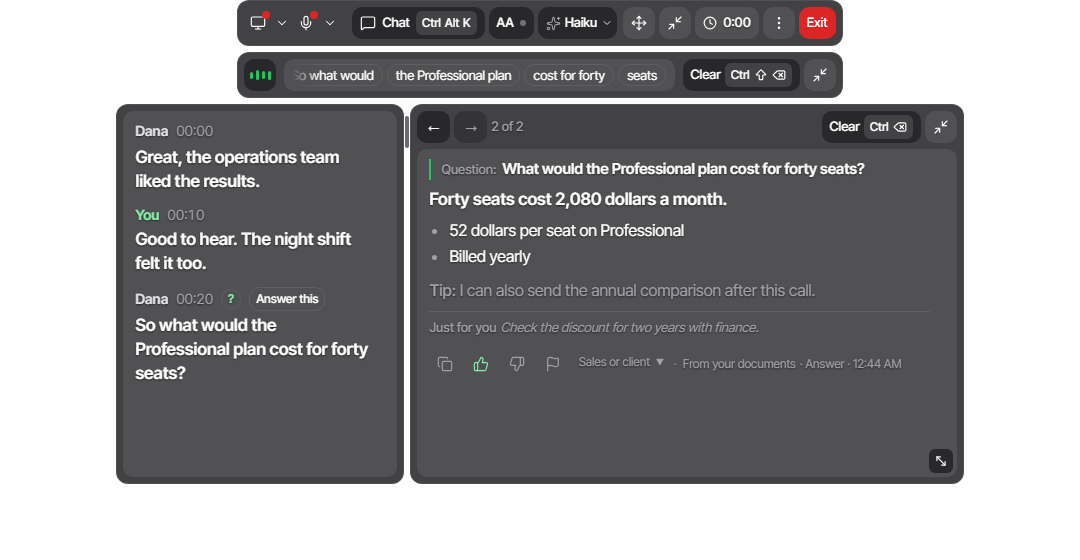 Chat Ctrl Alt K AA Haiku 0:00 Exit
So what would the Professional plan cost for forty seats Clear Ctrl
Dana 00:00
Great, the operations team
liked the results.
You 00:10
Good to hear. The night shift
felt it too.
Dana 00:20 ? Answer this
So what would the
Professional plan cost for forty
seats?
← → 2 of 2 Clear Ctrl
Question: What would the Professional plan cost for forty seats?
Forty seats cost 2,080 dollars a month.
• 52 dollars per seat on Professional
• Billed yearly
Tip: I can also send the annual comparison after this call.
Just for you Check the discount for two years with finance.
Sales or client ▼ · From your documents · Answer · 12:44 AM